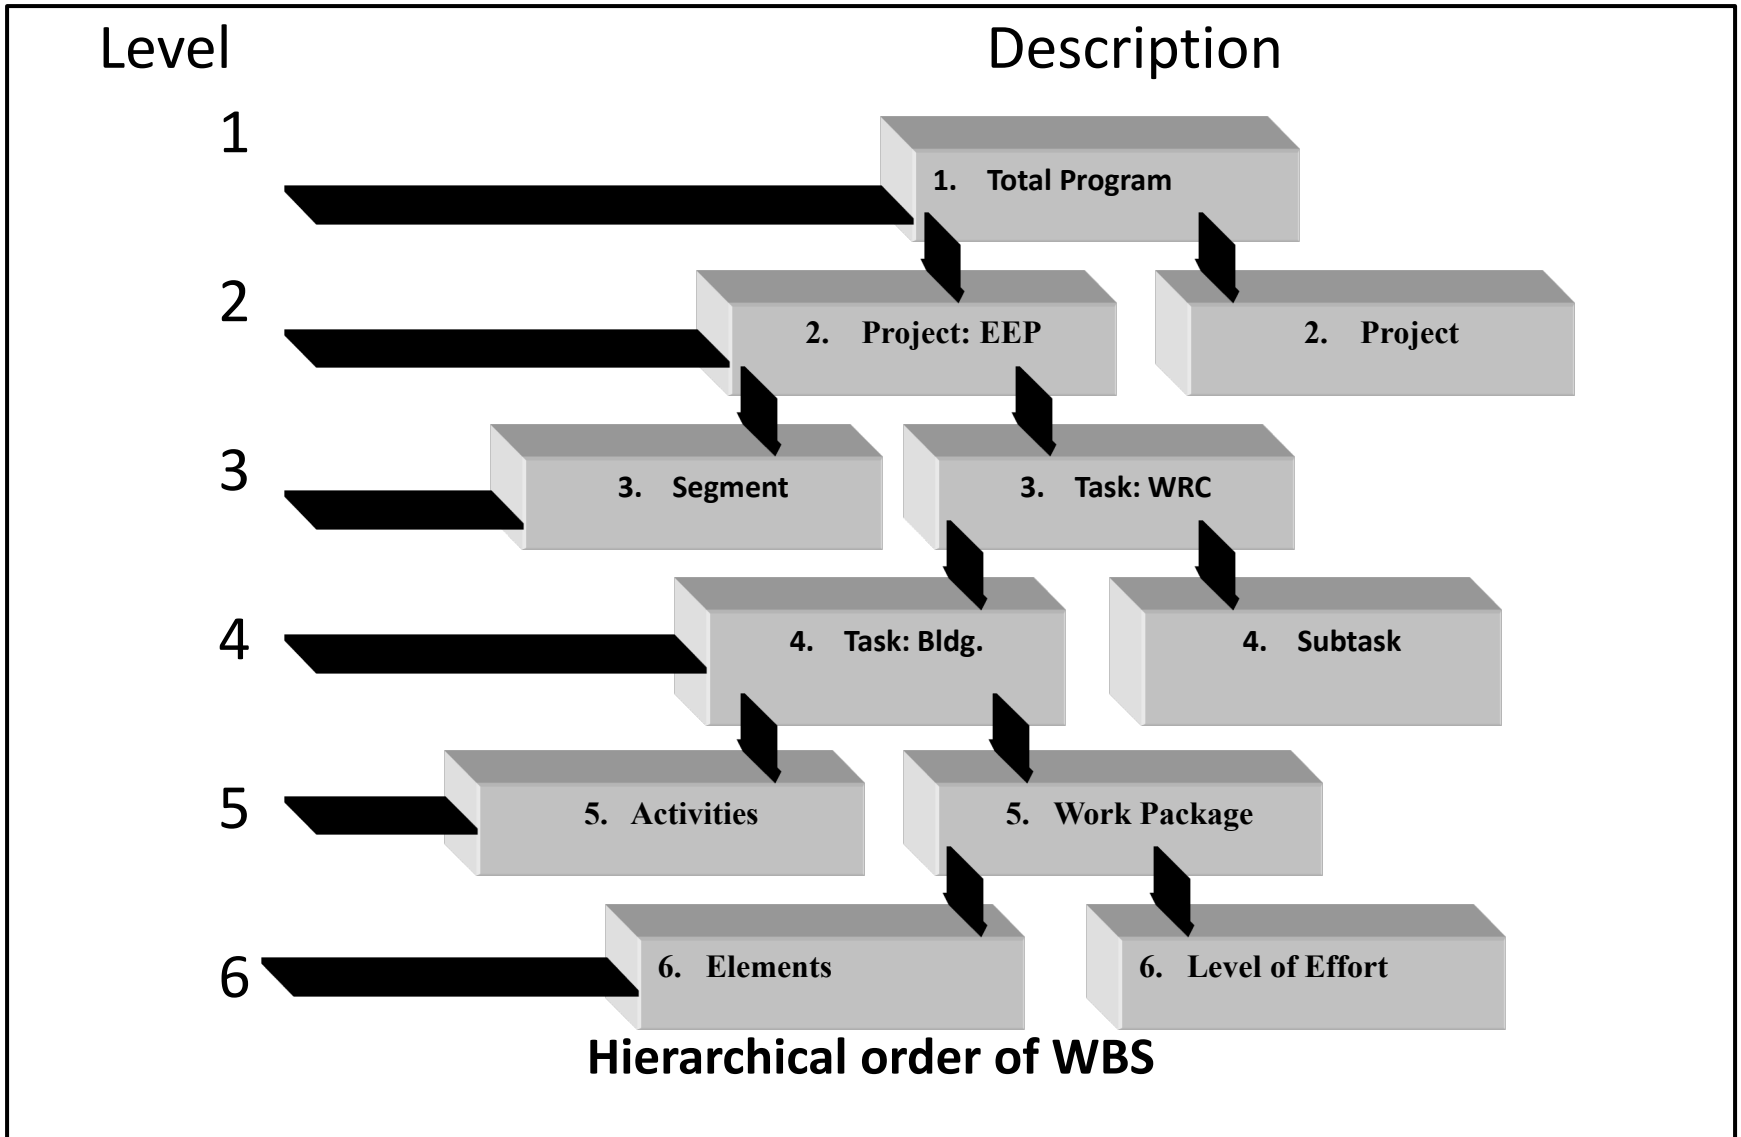 Level Description
1
1. Total Program
2
2. Project: EEP 2. Project
3
3. Segment 3. Task: WRC
4
4. Task: Bldg. 4. Subtask
5
5. Activities 5. Work Package
6
6. Elements 6. Level of Effort
Hierarchical order of WBS